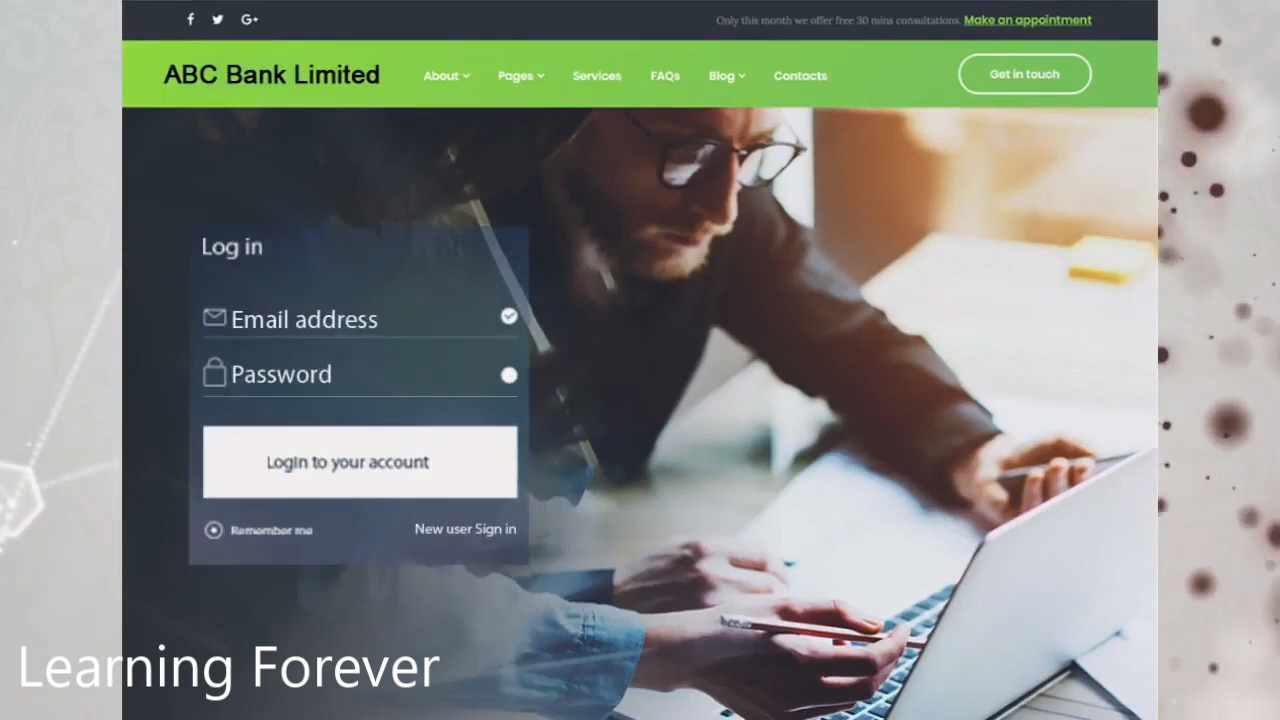 Only this month we offer free 30 mins consultations. Make an appointment
ABC Bank Limited About Pages Services FAQs Blog Contacts Get in touch
Log in
Email address
Password
Login to your account
Remember me New user Sign in
Learning Forever